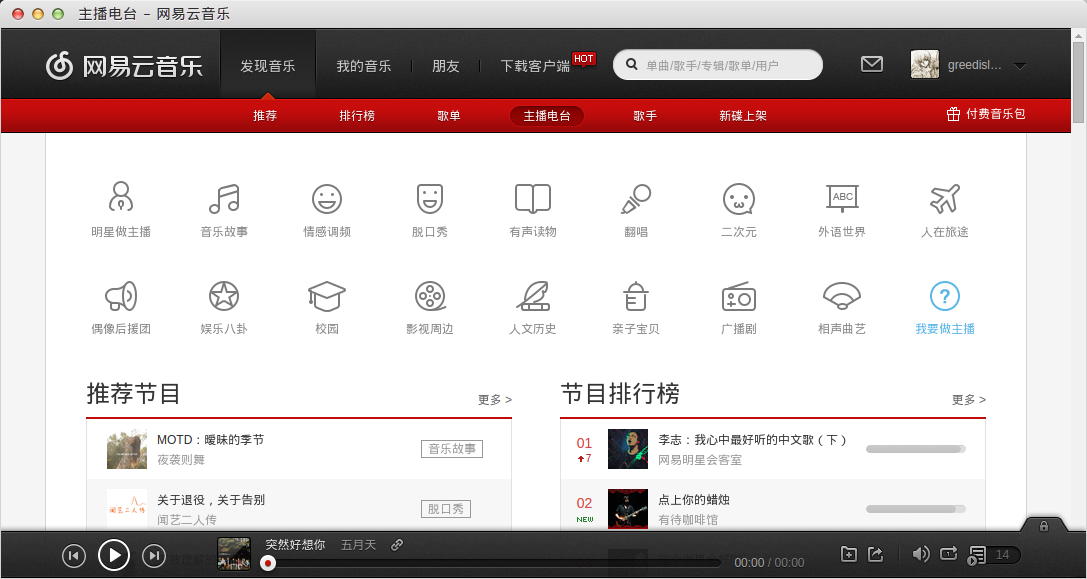 主播电台 - 网易云音乐
网易云音乐 发现音乐 我的音乐 朋友 下载客户端 HOT 单曲/歌手/专辑/歌单/用户 greedisl...
推荐 排行榜 歌单 主播电台 歌手 新碟上架 付费音乐包
ABC
明星做主播 音乐故事 情感调频 脱口秀 有声读物 翻唱 二次元 外语世界 人在旅途
?
偶像后援团 娱乐八卦 校园 影视周边 人文历史 亲子宝贝 广播剧 相声曲艺 我要做主播
推荐节目 更多 >
MOTD：暧昧的季节 音乐故事
夜袭则舞
关于退役，关于告别 脱口秀
闻艺二人传
闻艺二人传
节目排行榜 更多 >
01 李志：我心中最好听的中文歌（下）
7 网易明星会客室
02 点上你的蜡烛
NEW 有待咖啡馆
突然好想你 五月天
00:00 / 00:00
1 14